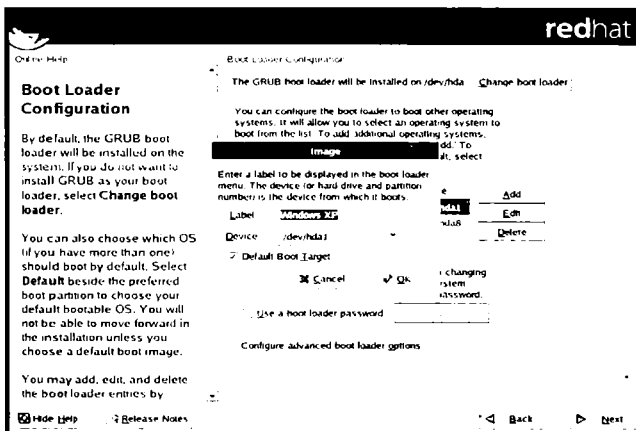 redhat
Online Help
Boot Loader Configuration
Boot Loader
Configuration
By default, the GRUB boot
loader will be installed on the
system. If you do not want to
install GRUB as your boot
loader, select Change boot
loader.
You can also choose which OS
(if you have more than one)
should boot by default. Select
Default beside the preferred
boot partition to choose your
default bootable OS. You will
not be able to move forward in
the installation unless you
choose a default boot image.
You may add, edit, and delete
the boot loader entries by
The GRUB boot loader will be installed on /dev/hda
Change boot loader
You can configure the boot loader to boot other operating
systems. It will allow you to select an operating system to
boot from the list. To add additional operating systems,
dd.' To
lt, select
Image
Enter a label to be displayed in the boot loader
menu. The device (or hard drive and partition
number) is the device from which it boots.
Label Windows XP
Device /dev/hda1
Default Boot Target
Cancel OK
e
hda1
hda8
Add
Edit
Delete
changing
stem
password.
Use a boot loader password
Configure advanced boot loader options
Hide Help
Release Notes
Back
Next